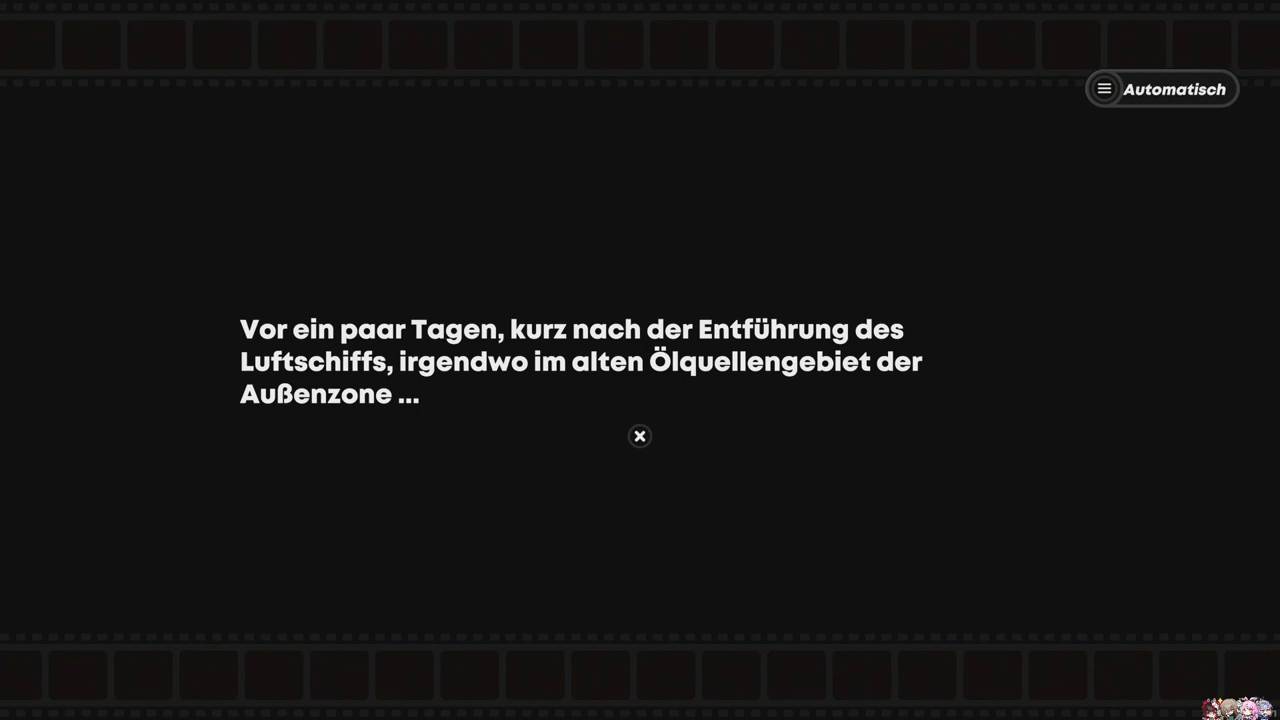 Automatisch
Vor ein paar Tagen, kurz nach der Entführung des
Luftschiffs, irgendwo im alten Ölquellengebiet der
Außenzone ...